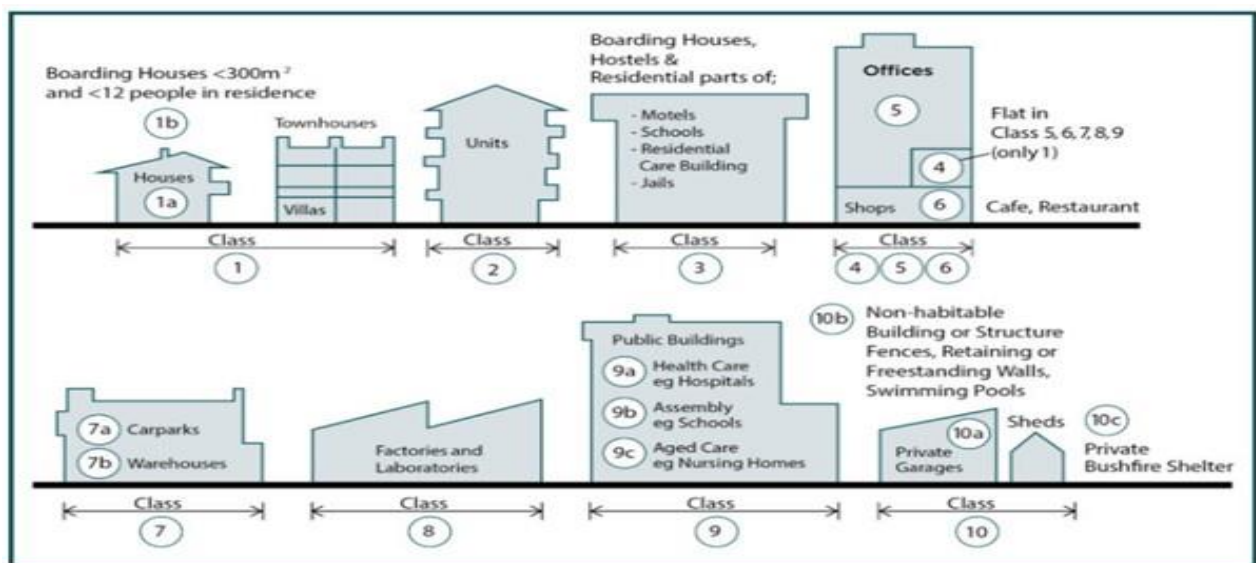 Boarding Houses <300m²
and <12 people in residence
1b
Houses
1a
Townhouses
Villas
Class
1
Units
Class
2
Boarding Houses,
Hostels &
Residential parts of;
- Motels
- Schools
- Residential
Care Building
- Jails
Class
3
Offices
5
4
Shops
6
Flat in
Class 5, 6, 7, 8, 9
(only 1)
Cafe, Restaurant
Class
4 5 6
7a Carparks
7b Warehouses
Class
7
Factories and
Laboratories
Class
8
Public Buildings
9a Health Care
eg Hospitals
9b Assembly
eg Schools
9c Aged Care
eg Nursing Homes
Class
9
10b Non-habitable
Building or Structure
Fences, Retaining or
Freestanding Walls,
Swimming Pools
10a
Private
Garages
Sheds
10c
Private
Bushfire Shelter
Class
10